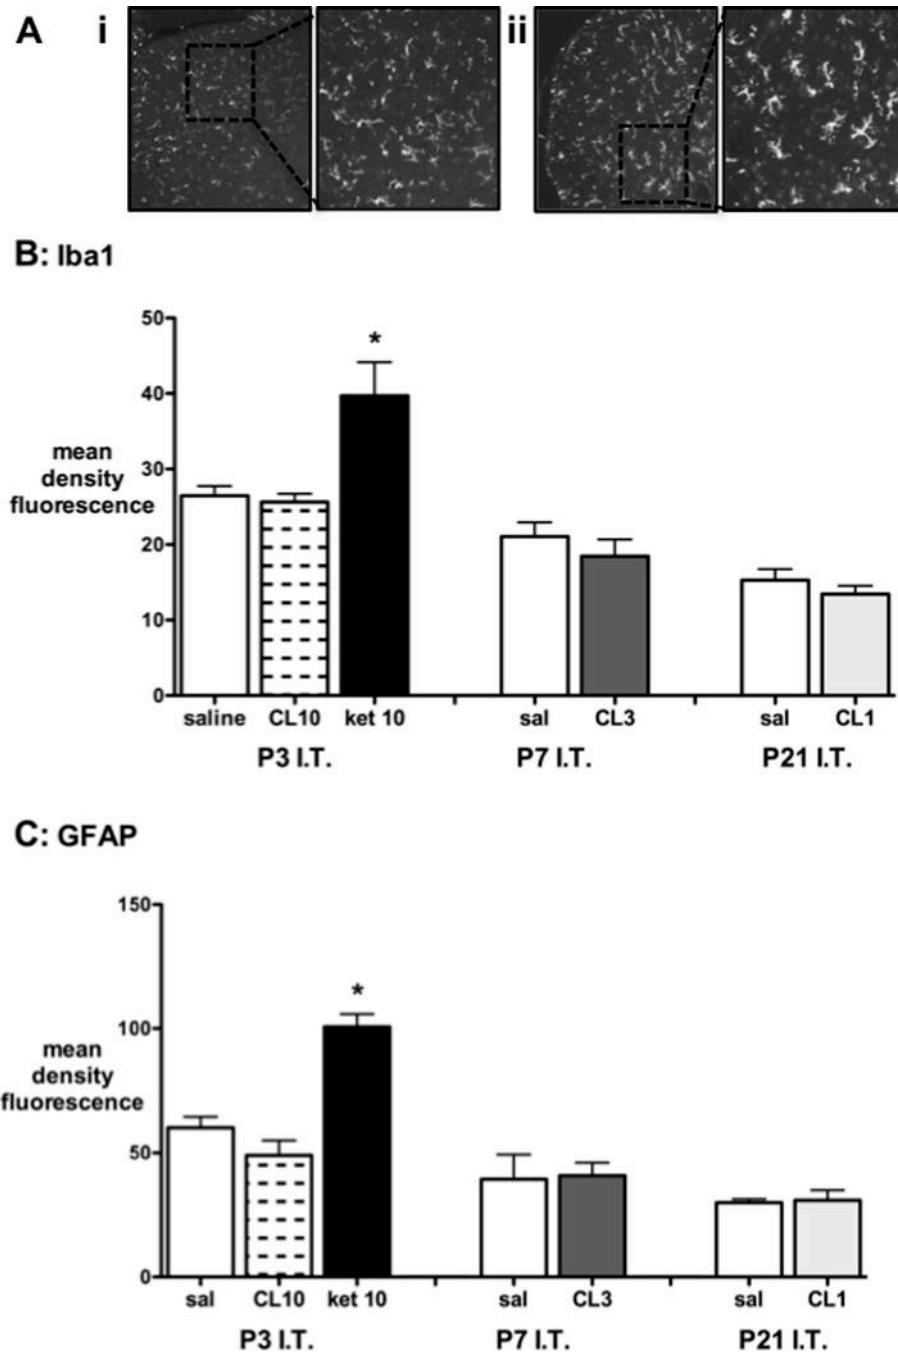 A i ii
B: Iba1
50
*
40
mean
density
fluorescence
30
20
10
0
saline CL10 ket 10 sal CL3 sal CL1
P3 I.T. P7 I.T. P21 I.T.
C: GFAP
150
*
100
mean
density
fluorescence
50
0
sal CL10 ket 10 sal CL3 sal CL1
P3 I.T. P7 I.T. P21 I.T.